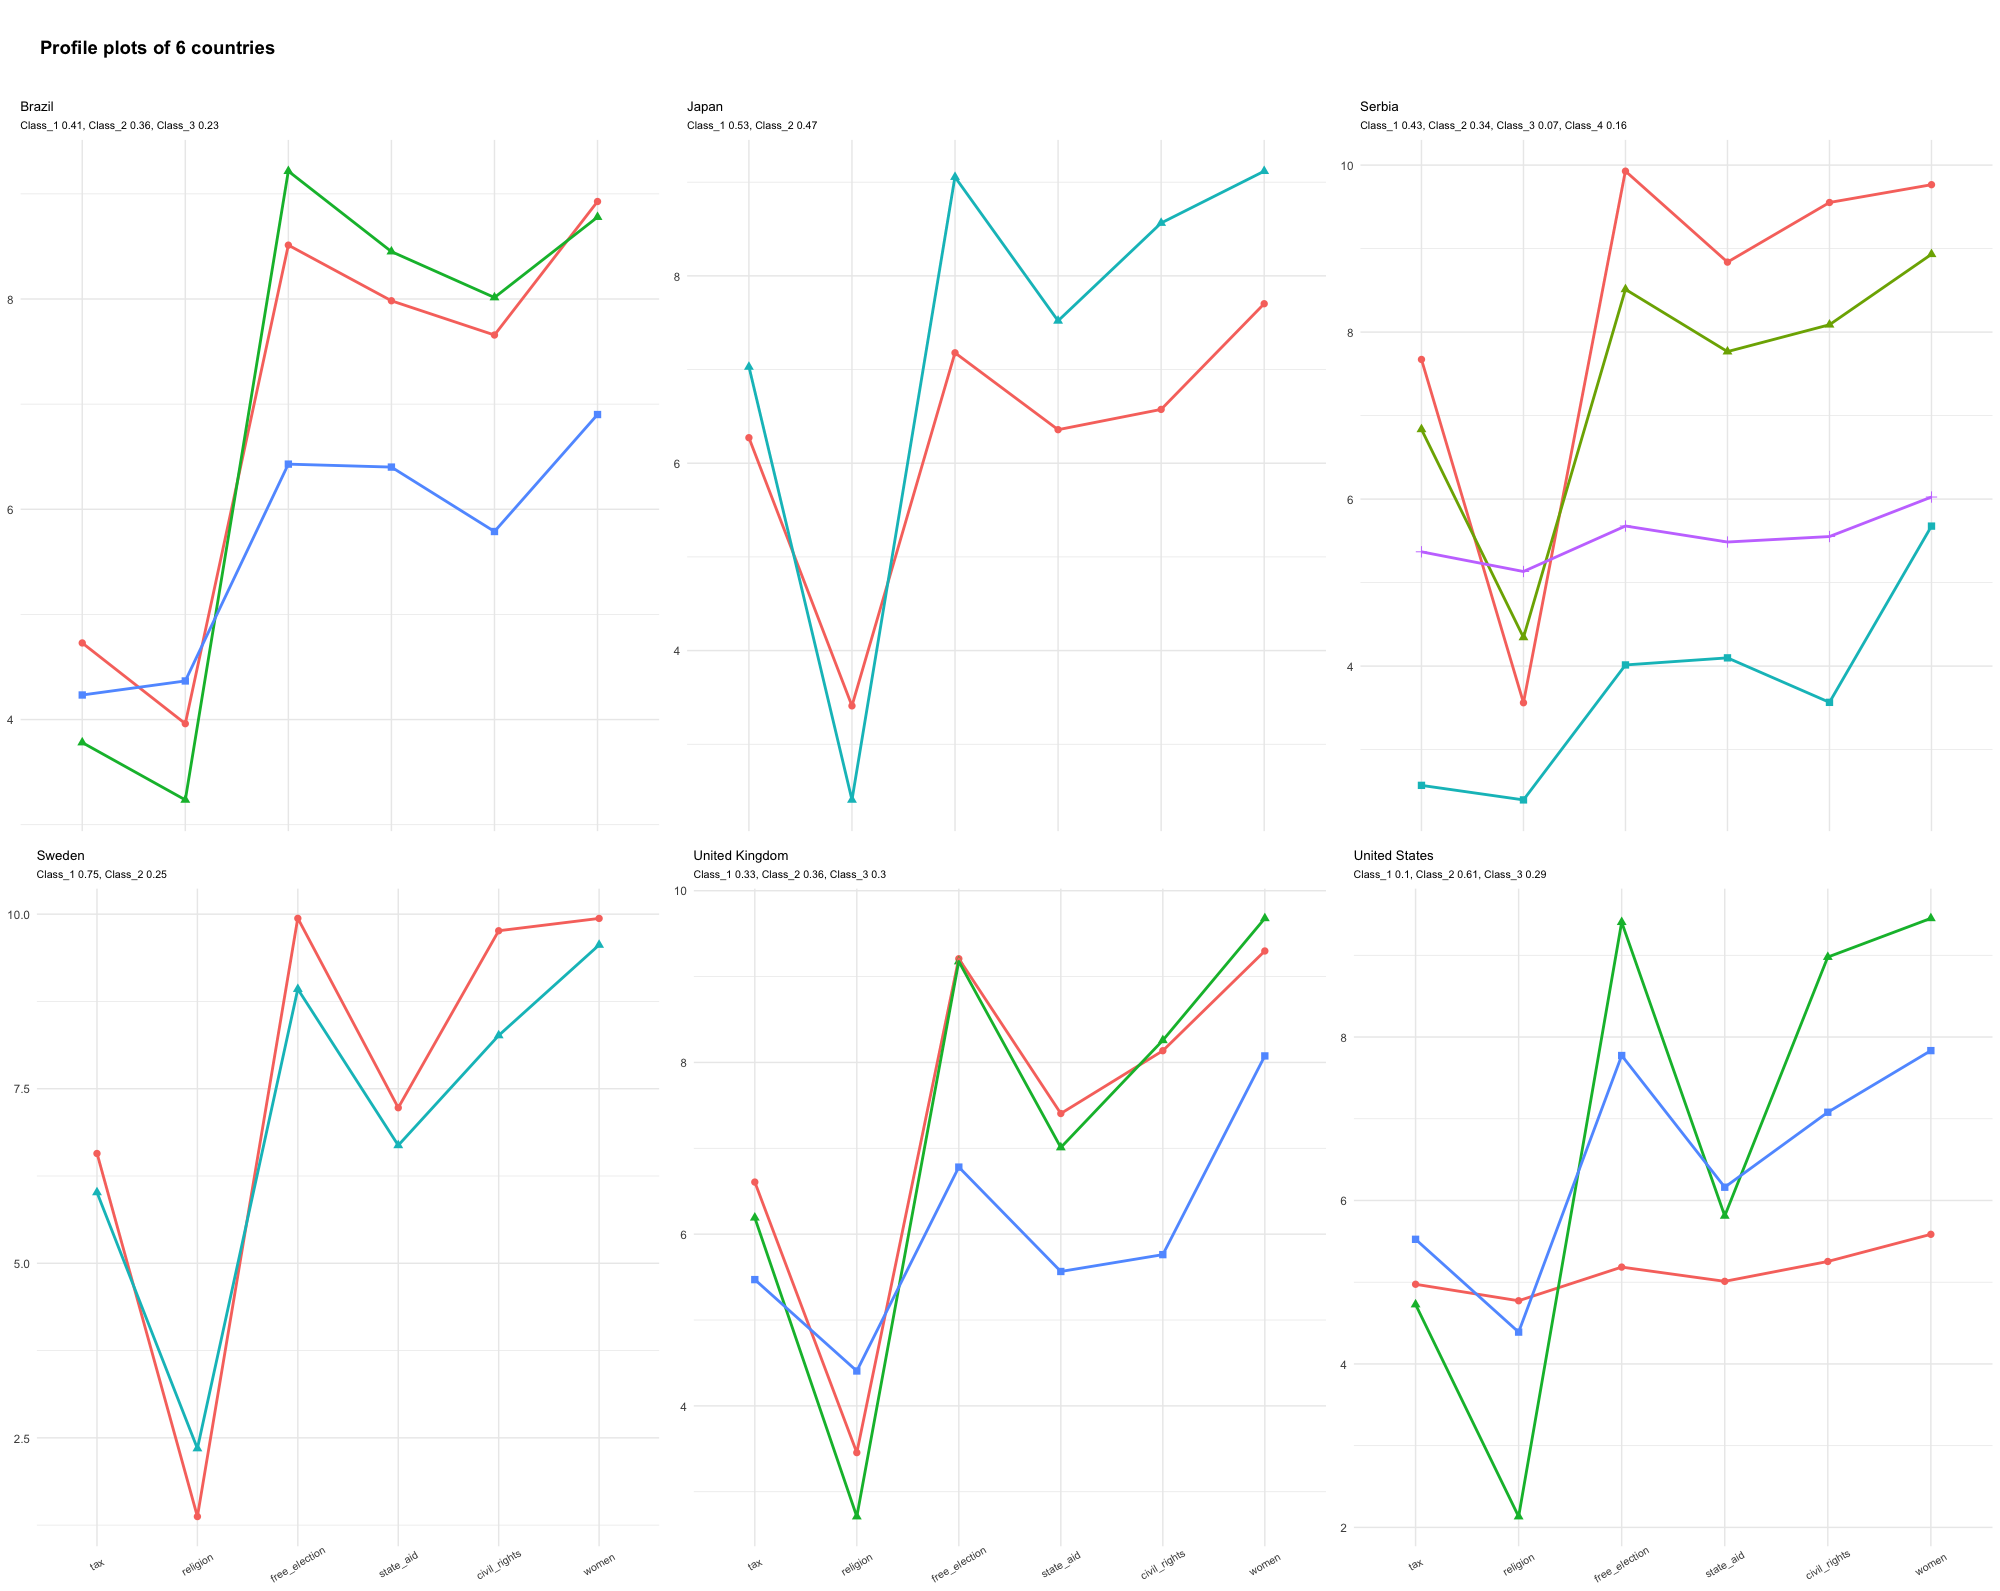 Profile plots of 6 countries
Brazil
Class_1 0.41, Class_2 0.36, Class_3 0.23
8
6
4
Japan
Class_1 0.53, Class_2 0.47
8
6
4
Serbia
Class_1 0.43, Class_2 0.34, Class_3 0.07, Class_4 0.16
10
8
6
4
Sweden
Class_1 0.75, Class_2 0.25
10.0
7.5
5.0
2.5
tax religion free_election state_aid civil_rights women
United Kingdom
Class_1 0.33, Class_2 0.36, Class_3 0.3
10
8
6
4
tax religion free_election state_aid civil_rights women
United States
Class_1 0.1, Class_2 0.61, Class_3 0.29
8
6
4
2
tax religion free_election state_aid civil_rights women